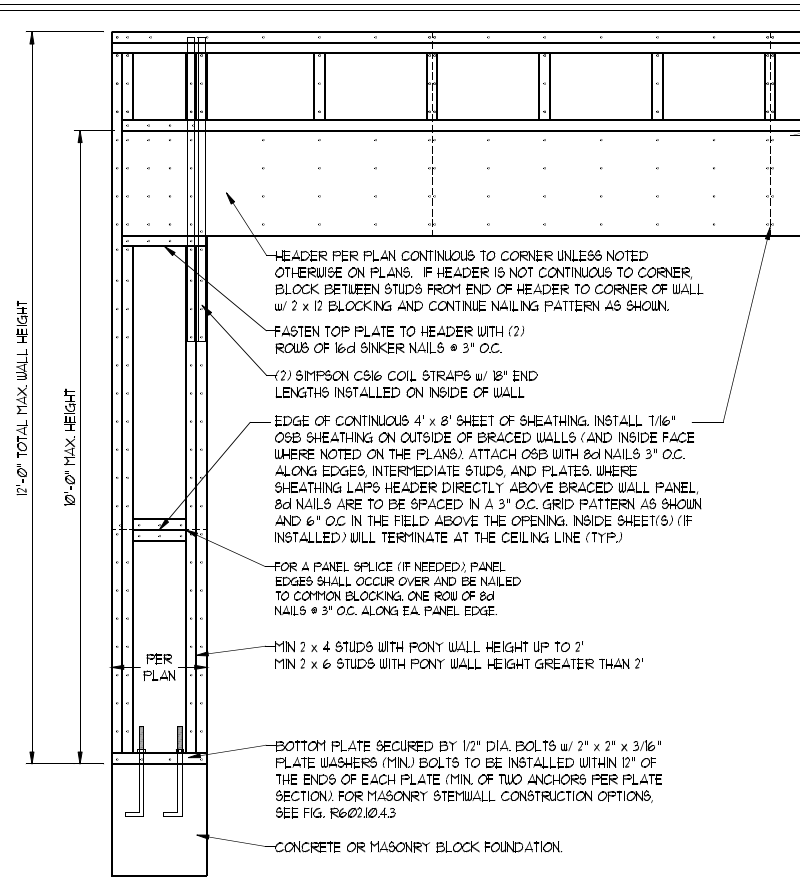 12'-0" TOTAL MAX. WALL HEIGHT
10'-0" MAX. HEIGHT
HEADER PER PLAN CONTINUOUS TO CORNER UNLESS NOTED
OTHERWISE ON PLANS. IF HEADER IS NOT CONTINUOUS TO CORNER,
BLOCK BETWEEN STUDS FROM END OF HEADER TO CORNER OF WALL
w/ 2 x 12 BLOCKING AND CONTINUE NAILING PATTERN AS SHOWN.
FASTEN TOP PLATE TO HEADER WITH (2)
ROWS OF 16d SINKER NAILS @ 3" O.C.
(2) SIMPSON CS16 COIL STRAPS w/ 18" END
LENGTHS INSTALLED ON INSIDE OF WALL
EDGE OF CONTINUOUS 4' x 8' SHEET OF SHEATHING. INSTALL 7/16"
OSB SHEATHING ON OUTSIDE OF BRACED WALLS (AND INSIDE FACE
WHERE NOTED ON THE PLANS). ATTACH OSB WITH 8d NAILS 3" O.C.
ALONG EDGES, INTERMEDIATE STUDS, AND PLATES. WHERE
SHEATHING LAPS HEADER DIRECTLY ABOVE BRACED WALL PANEL,
8d NAILS ARE TO BE SPACED IN A 3" O.C. GRID PATTERN AS SHOWN
AND 6" O.C IN THE FIELD ABOVE THE OPENING. INSIDE SHEET(S) (IF
INSTALLED) WILL TERMINATE AT THE CEILING LINE (TYP.)
FOR A PANEL SPLICE (IF NEEDED), PANEL
EDGES SHALL OCCUR OVER AND BE NAILED
TO COMMON BLOCKING. ONE ROW OF 8d
NAILS @ 3" O.C. ALONG EA. PANEL EDGE.
MIN 2 x 4 STUDS WITH PONY WALL HEIGHT UP TO 2'
MIN 2 x 6 STUDS WITH PONY WALL HEIGHT GREATER THAN 2'
PER
PLAN
BOTTOM PLATE SECURED BY 1/2" DIA. BOLTS w/ 2" x 2" x 3/16"
PLATE WASHERS (MIN.) BOLTS TO BE INSTALLED WITHIN 12" OF
THE ENDS OF EACH PLATE (MIN. OF TWO ANCHORS PER PLATE
SECTION). FOR MASONRY STEMWALL CONSTRUCTION OPTIONS,
SEE FIG. R602.10.4.3
CONCRETE OR MASONRY BLOCK FOUNDATION.